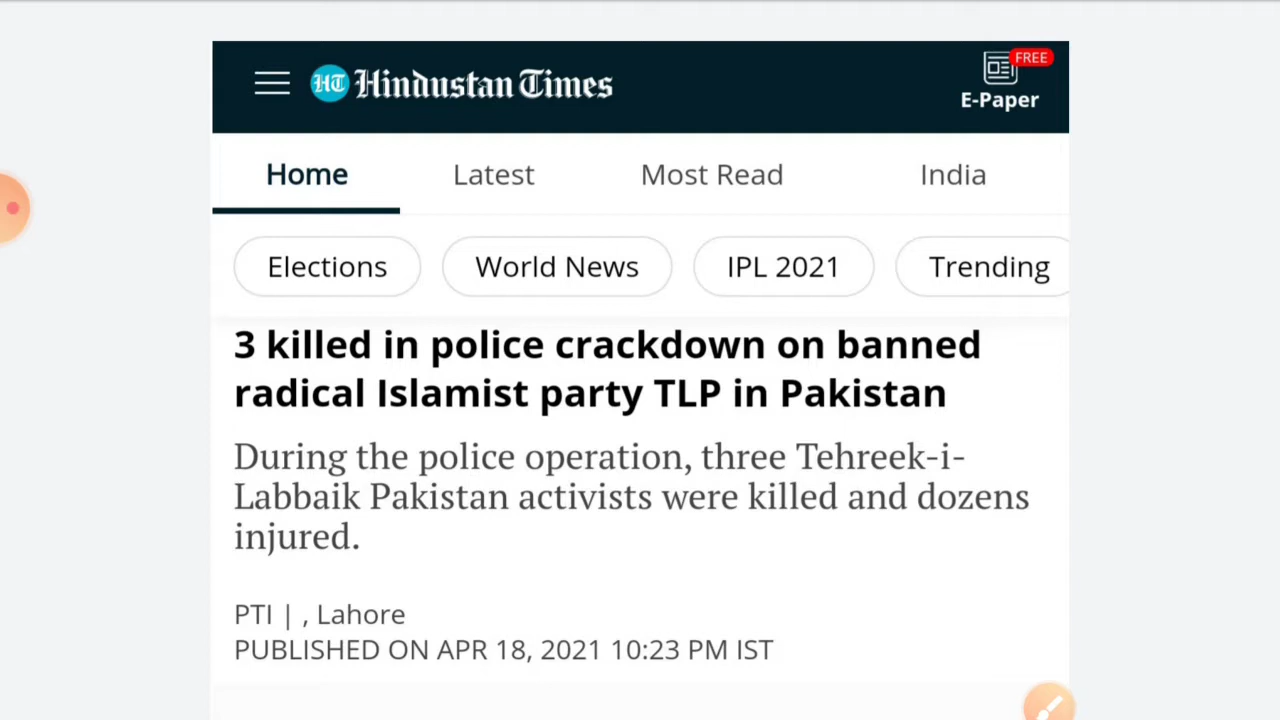 HT Hindustan Times
FREE
E-Paper
Home Latest Most Read India
Elections World News IPL 2021 Trending
3 killed in police crackdown on banned
radical Islamist party TLP in Pakistan
During the police operation, three Tehreek-i-
Labbaik Pakistan activists were killed and dozens
injured.
PTI | , Lahore
PUBLISHED ON APR 18, 2021 10:23 PM IST